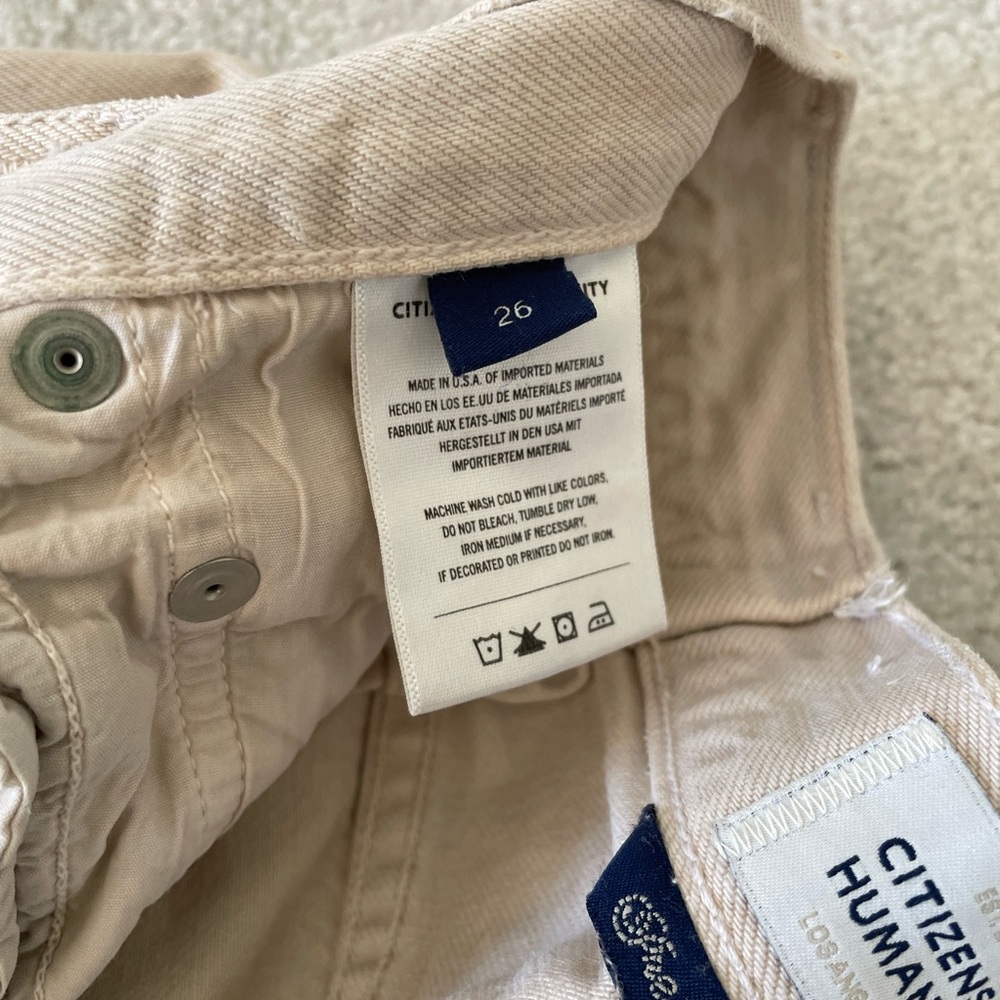 26
MADE IN U.S.A. OF IMPORTED MATERIALS
HECHO EN LOS EE.UU DE MATERIALES IMPORTADA
FABRIQUÉ AUX ETATS-UNIS DU MATÉRIELS IMPORTÉ
HERGESTELLT IN DEN USA MIT
IMPORTIERTEM MATERIAL
MACHINE WASH COLD WITH LIKE COLORS,
DO NOT BLEACH, TUMBLE DRY LOW,
IRON MEDIUM IF NECESSARY,
IF DECORATED OR PRINTED DO NOT IRON.
CITIZENS
HUMAN